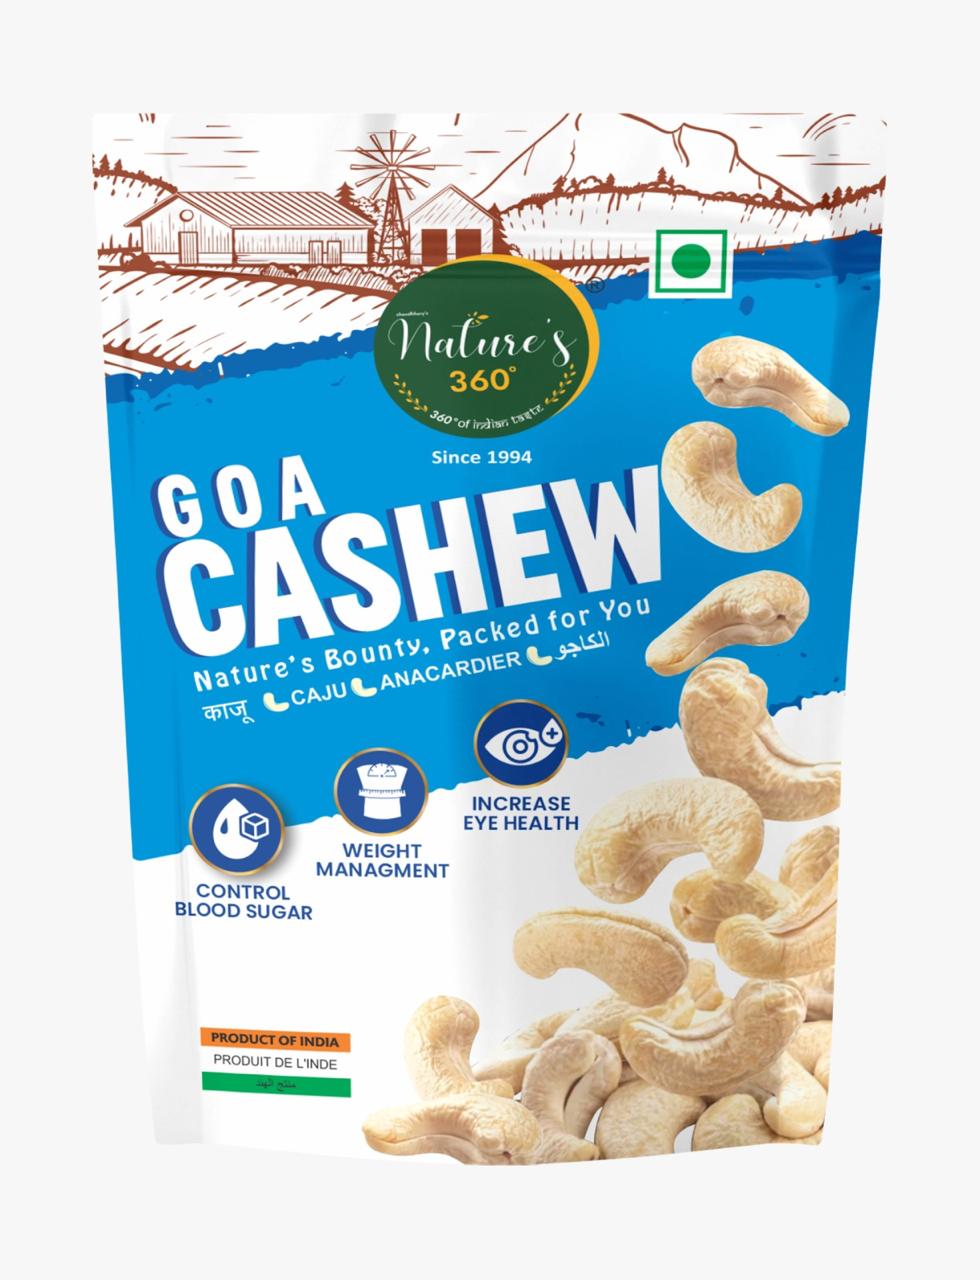 ®
chaudhary's
Nature's
360°
360° of indian taste
Since 1994
GOA
CASHEW
Nature's Bounty, Packed for You
काजू CAJU ANACARDIER الكاجو
CONTROL
BLOOD SUGAR
WEIGHT
MANAGMENT
INCREASE
EYE HEALTH
PRODUCT OF INDIA
PRODUIT DE L'INDE
منتج الهند